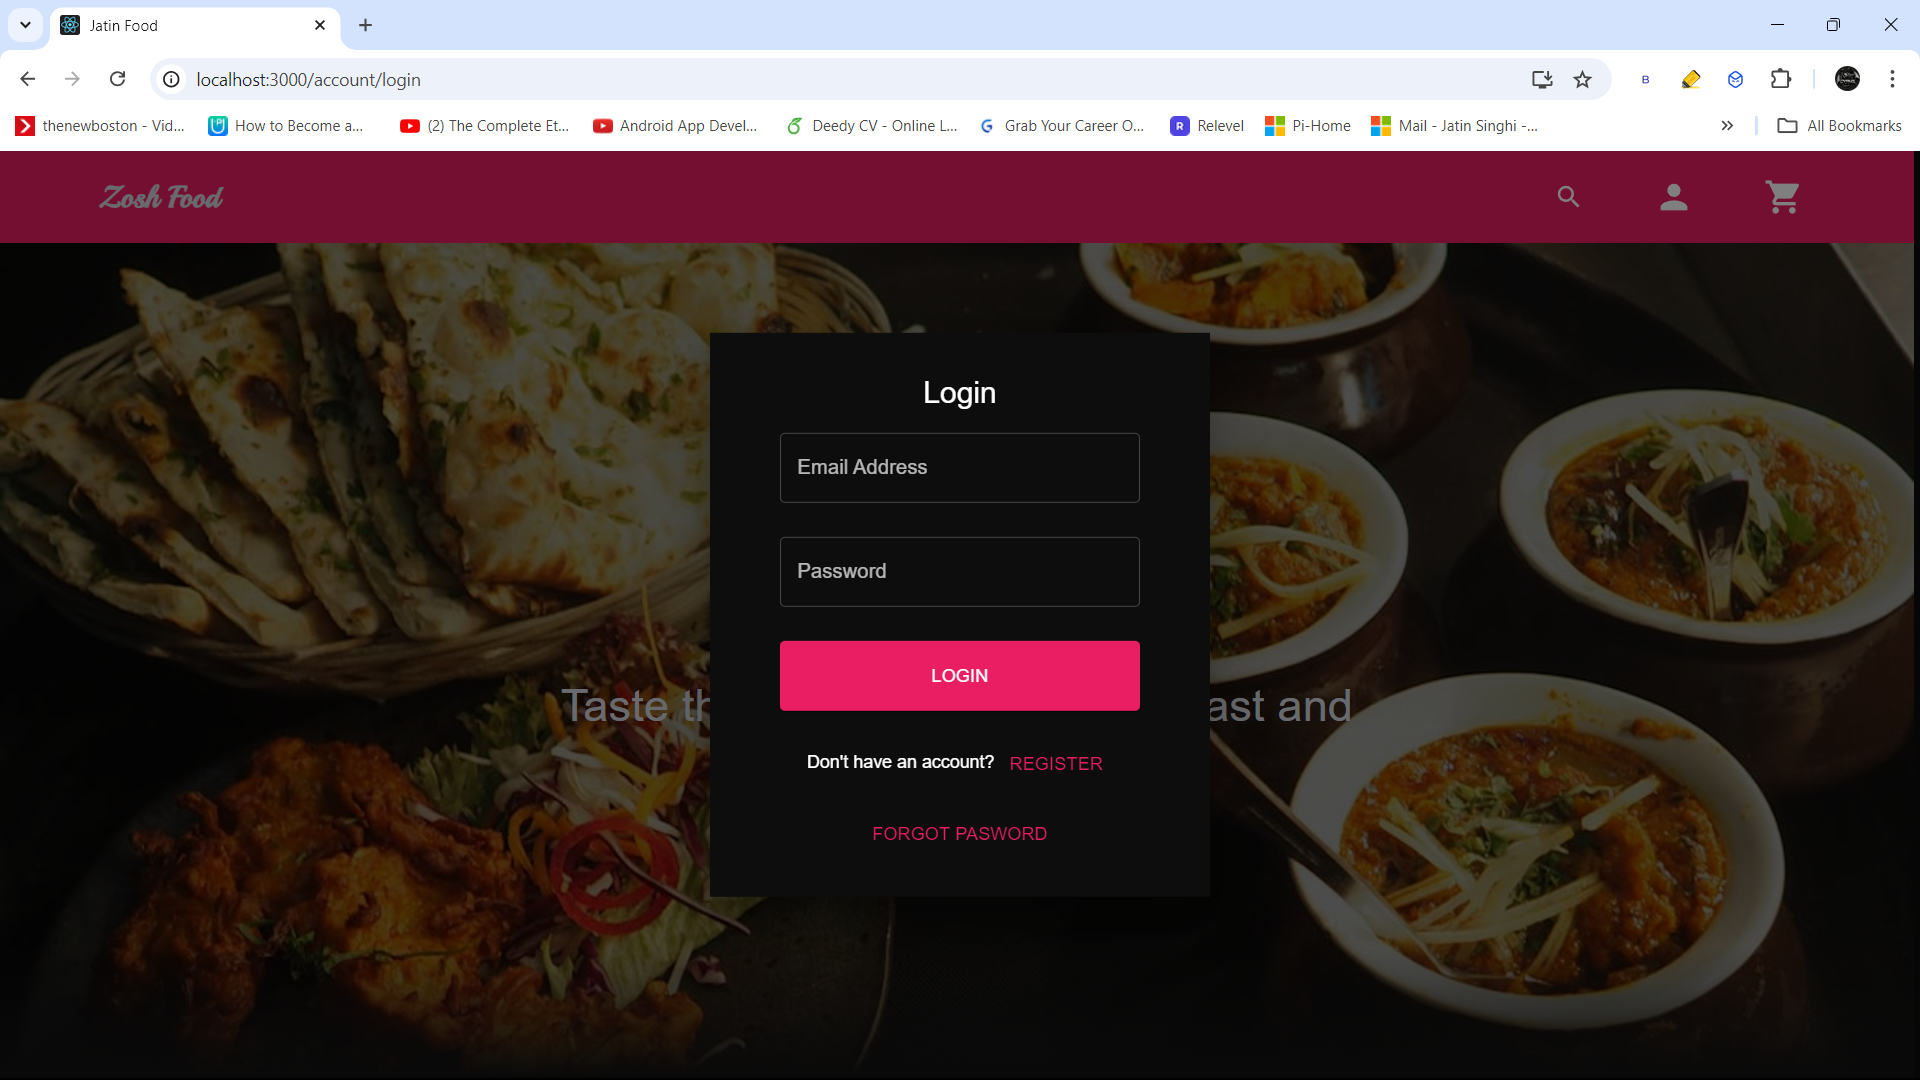 Jatin Food
localhost:3000/account/login
B
thenewboston - Vid...
How to Become a...
(2) The Complete Et...
Android App Devel...
Deedy CV - Online L...
Grab Your Career O...
R Relevel
Pi-Home
Mail - Jatin Singhi -...
All Bookmarks
Zosh Food
Login
Email Address
Password
LOGIN
Taste th
ast and
Don't have an account? REGISTER
FORGOT PASWORD